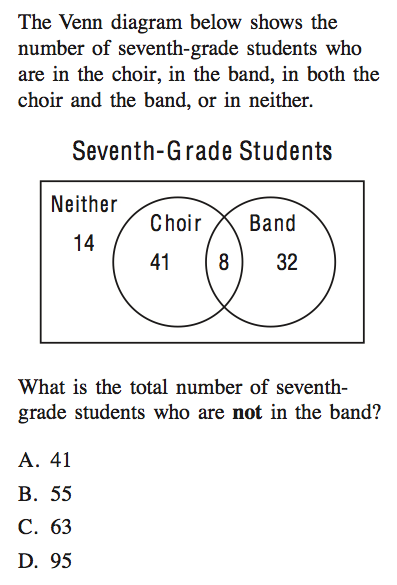 The Venn diagram below shows the
number of seventh-grade students who
are in the choir, in the band, in both the
choir and the band, or in neither.
Seventh-Grade Students
Neither
14
Choir
41
8
Band
32
What is the total number of seventh-
grade students who are not in the band?
A. 41
B. 55
C. 63
D. 95